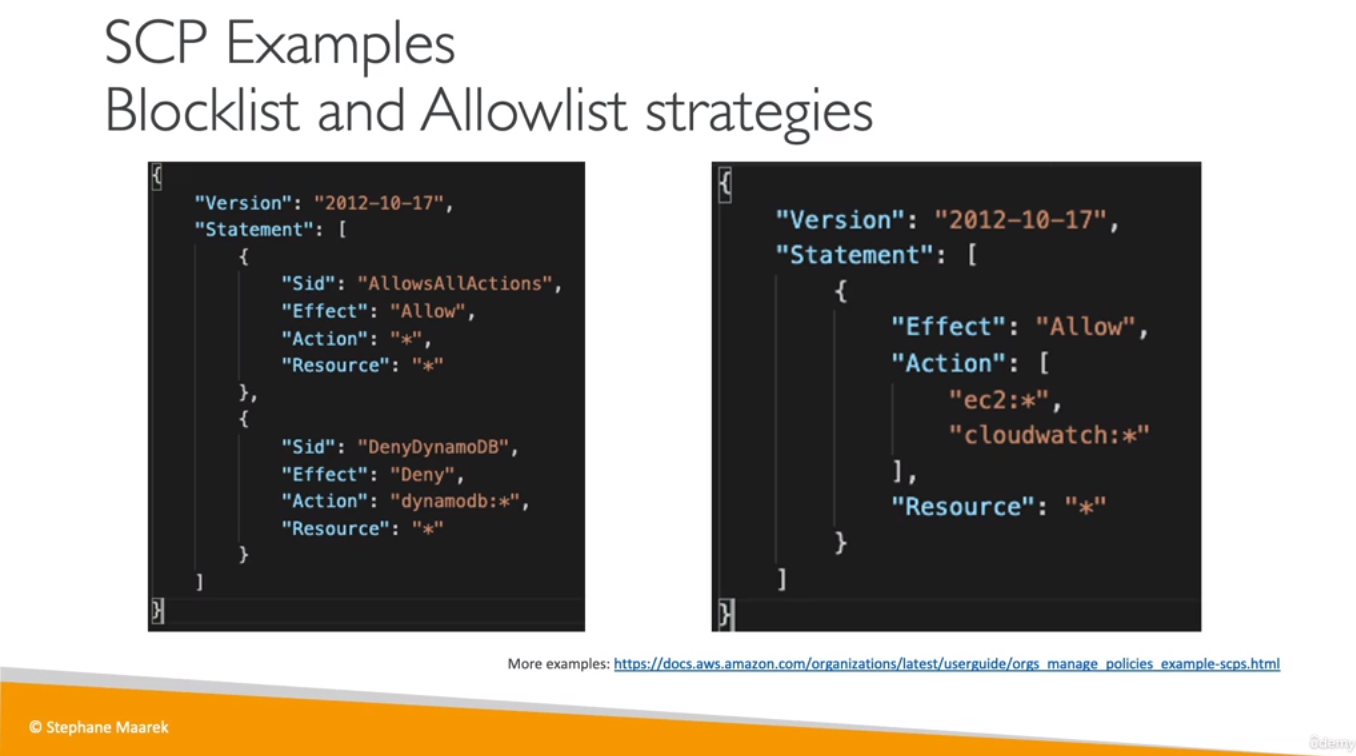 SCP Examples
Blocklist and Allowlist strategies
{
"Version": "2012-10-17",
"Statement": [
{
"Sid": "AllowsAllActions",
"Effect": "Allow",
"Action": "*",
"Resource": "*"
},
{
"Sid": "DenyDynamoDB",
"Effect": "Deny",
"Action": "dynamodb:*",
"Resource": "*"
}
]
}
{
"Version": "2012-10-17",
"Statement": [
{
"Effect": "Allow",
"Action": [
"ec2:*",
"cloudwatch:*"
],
"Resource": "*"
}
]
}
More examples: https://docs.aws.amazon.com/organizations/latest/userguide/orgs_manage_policies_example-scps.html
© Stephane Maarek
ûdemy